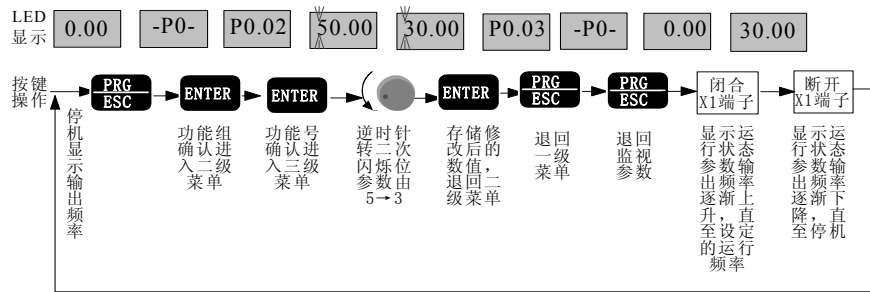 LED
显示
0.00
-P0-
P0.02
50.00
30.00
P0.03
-P0-
0.00
30.00
按键
操作
PRG
ESC
ENTER
ENTER
ENTER
PRG
ESC
PRG
ESC
闭合
X1端子
断开
X1端子
停机显示输出频率
功能组
确认进
入二级
菜单
功能号
确认进
入三级
菜单
逆时针
转二次
闪烁位
参数由
5→3
存储修
改后的
数值，
退回二
级菜单
退回
一级
菜单
退回
监视
参数
显示运
行状态
参数输
出频率
逐渐上
升，直
至设定
的运行
频率
显示运
行状态
参数输
出频率
逐渐下
降，直
至停机